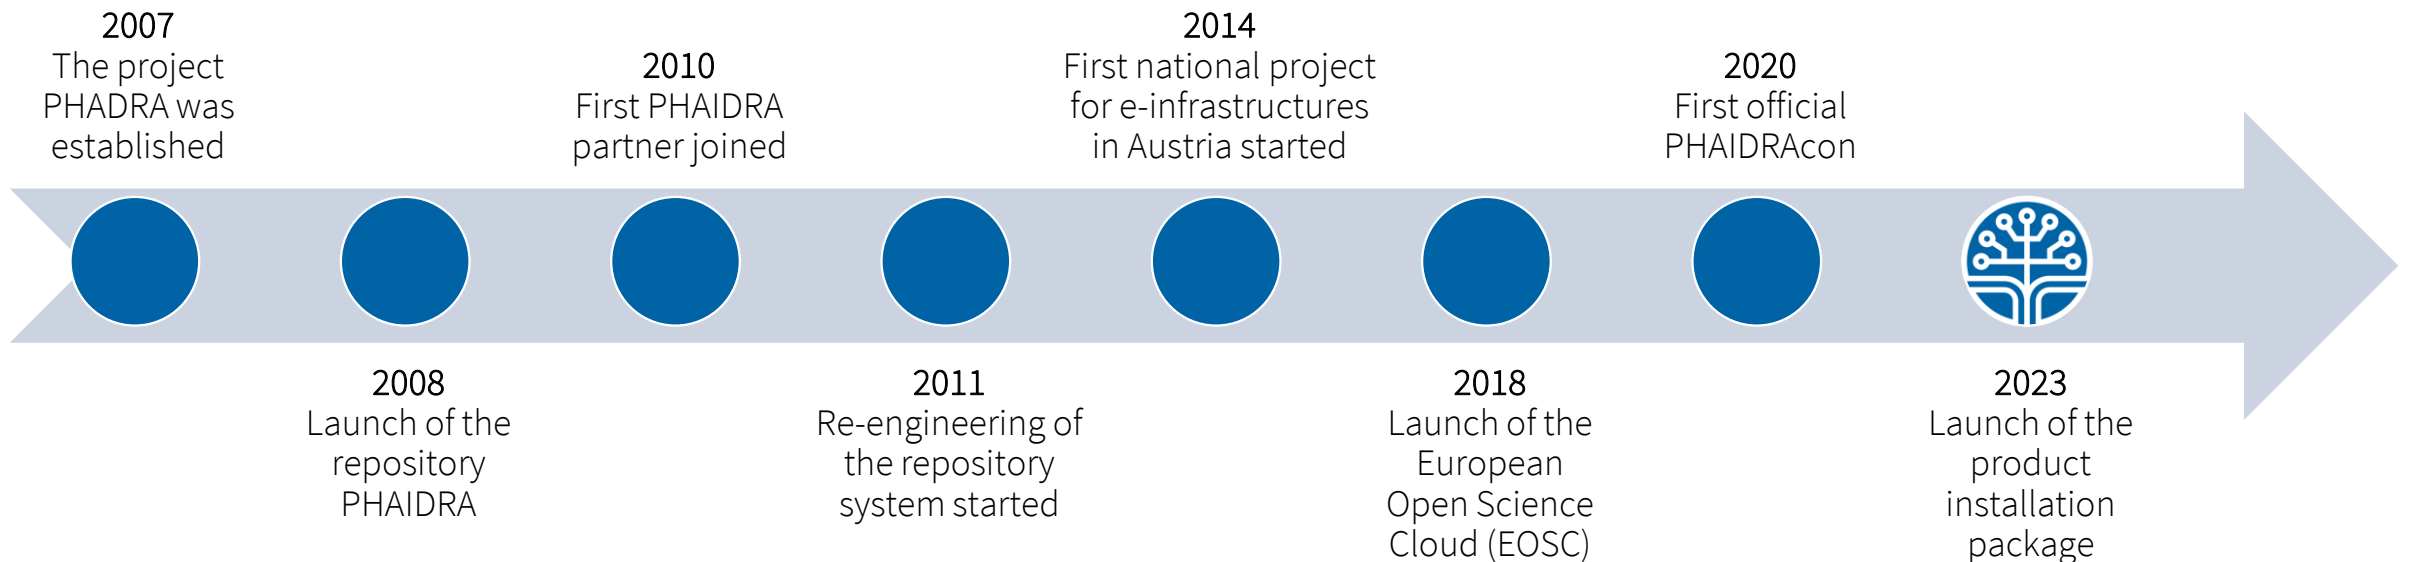 2007
The project
PHADRA was
established
2008
Launch of the
repository
PHAIDRA
2010
First PHAIDRA
partner joined
2011
Re-engineering of
the repository
system started
2014
First national project
for e-infrastructures
in Austria started
2018
Launch of the
European
Open Science
Cloud (EOSC)
2020
First official
PHAIDRAcon
2023
Launch of the
product
installation
package